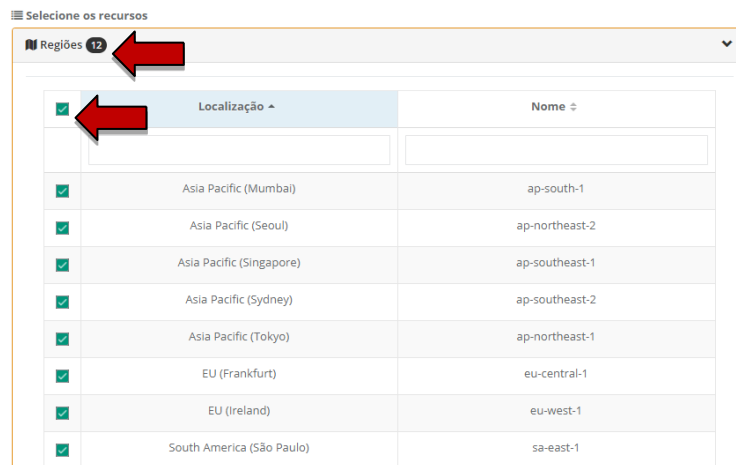 Selecione os recursos
Regiões 12
Localização Nome
Asia Pacific (Mumbai) ap-south-1
Asia Pacific (Seoul) ap-northeast-2
Asia Pacific (Singapore) ap-southeast-1
Asia Pacific (Sydney) ap-southeast-2
Asia Pacific (Tokyo) ap-northeast-1
EU (Frankfurt) eu-central-1
EU (Ireland) eu-west-1
South America (São Paulo) sa-east-1